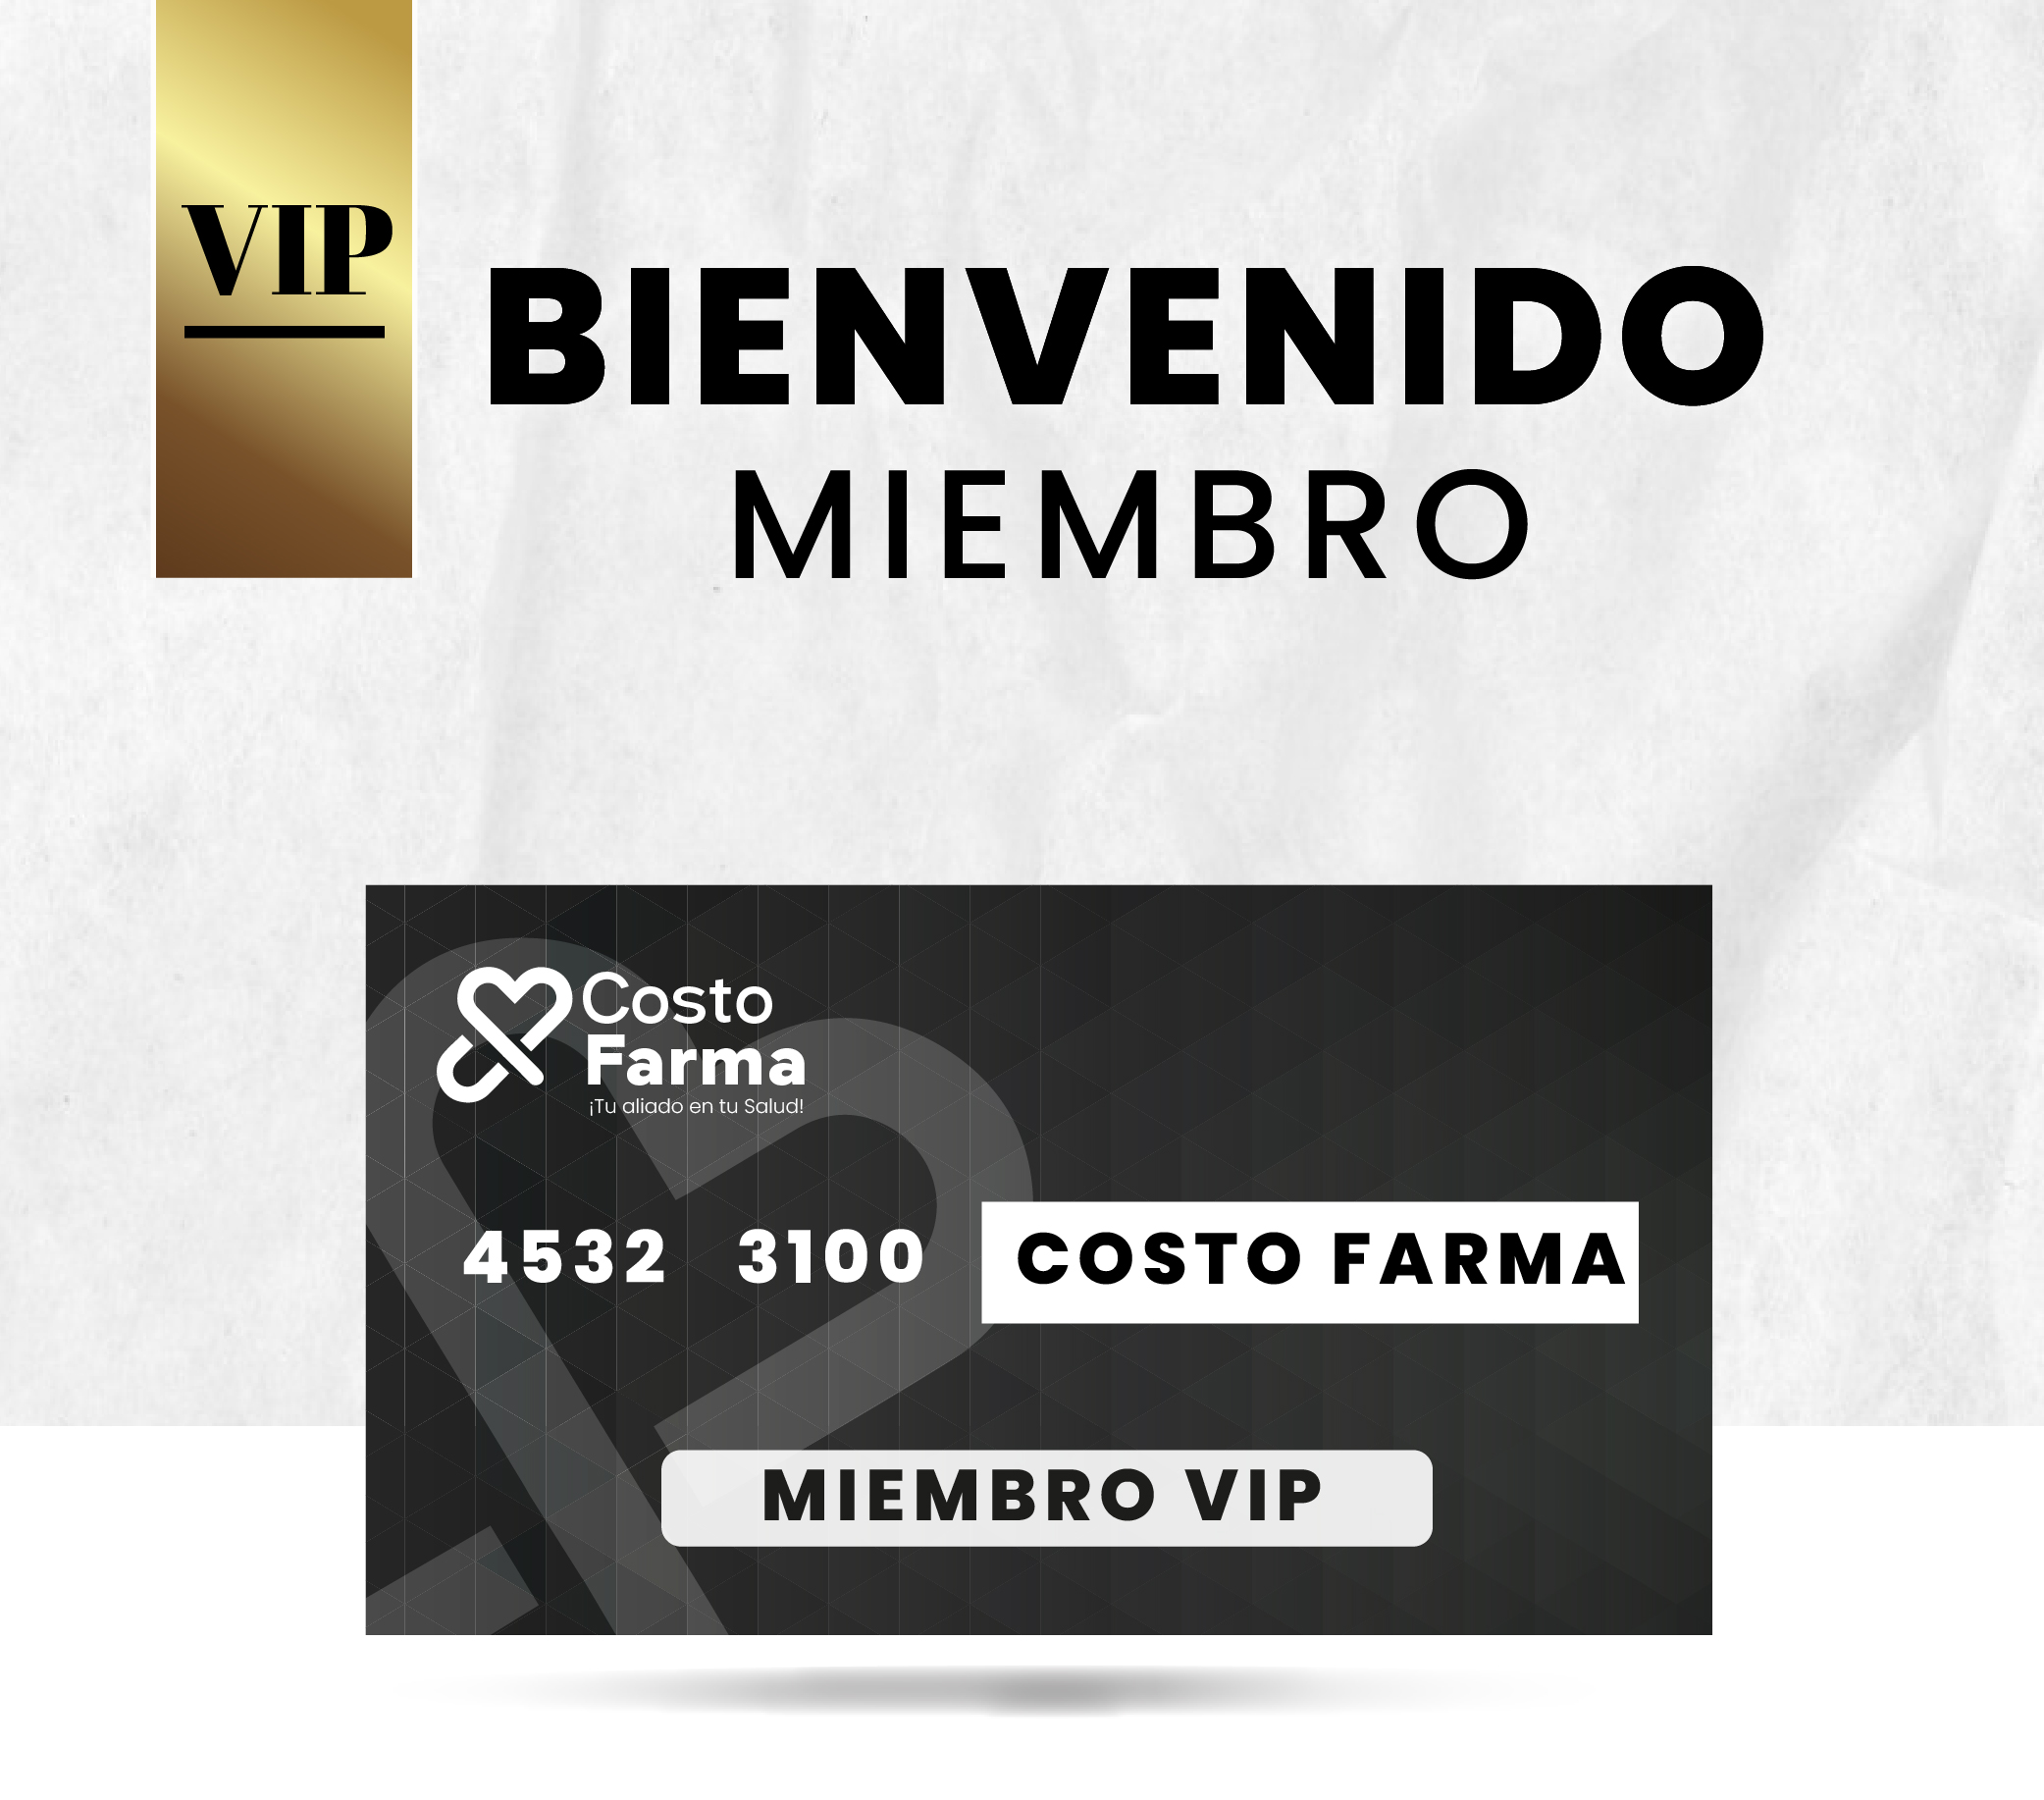 VIP
BIENVENIDO
MIEMBRO
Costo
Farma
¡Tu aliado en tu Salud!
4532 3100 COSTO FARMA
MIEMBRO VIP